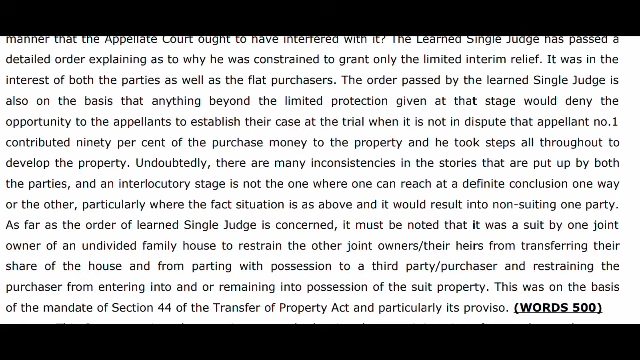 manner that the Appellate Court ought to have interfered with it? The Learned Single Judge has passed a
detailed order explaining as to why he was constrained to grant only the limited interim relief. It was in the
interest of both the parties as well as the flat purchasers. The order passed by the learned Single Judge is
also on the basis that anything beyond the limited protection given at that stage would deny the
opportunity to the appellants to establish their case at the trial when it is not in dispute that appellant no.1
contributed ninety per cent of the purchase money to the property and he took steps all throughout to
develop the property. Undoubtedly, there are many inconsistencies in the stories that are put up by both
the parties, and an interlocutory stage is not the one where one can reach at a definite conclusion one way
or the other, particularly where the fact situation is as above and it would result into non-suiting one party.
As far as the order of learned Single Judge is concerned, it must be noted that it was a suit by one joint
owner of an undivided family house to restrain the other joint owners/their heirs from transferring their
share of the house and from parting with possession to a third party/purchaser and restraining the
purchaser from entering into and or remaining into possession of the suit property. This was on the basis
of the mandate of Section 44 of the Transfer of Property Act and particularly its proviso. (WORDS 500)